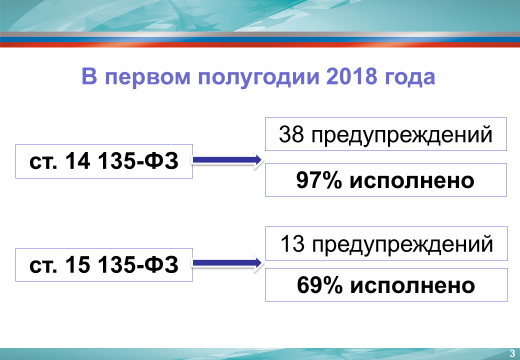 В первом полугодии 2018 года
38 предупреждений
ст. 14 135-ФЗ
97% исполнено
13 предупреждений
ст. 15 135-ФЗ
69% исполнено
3